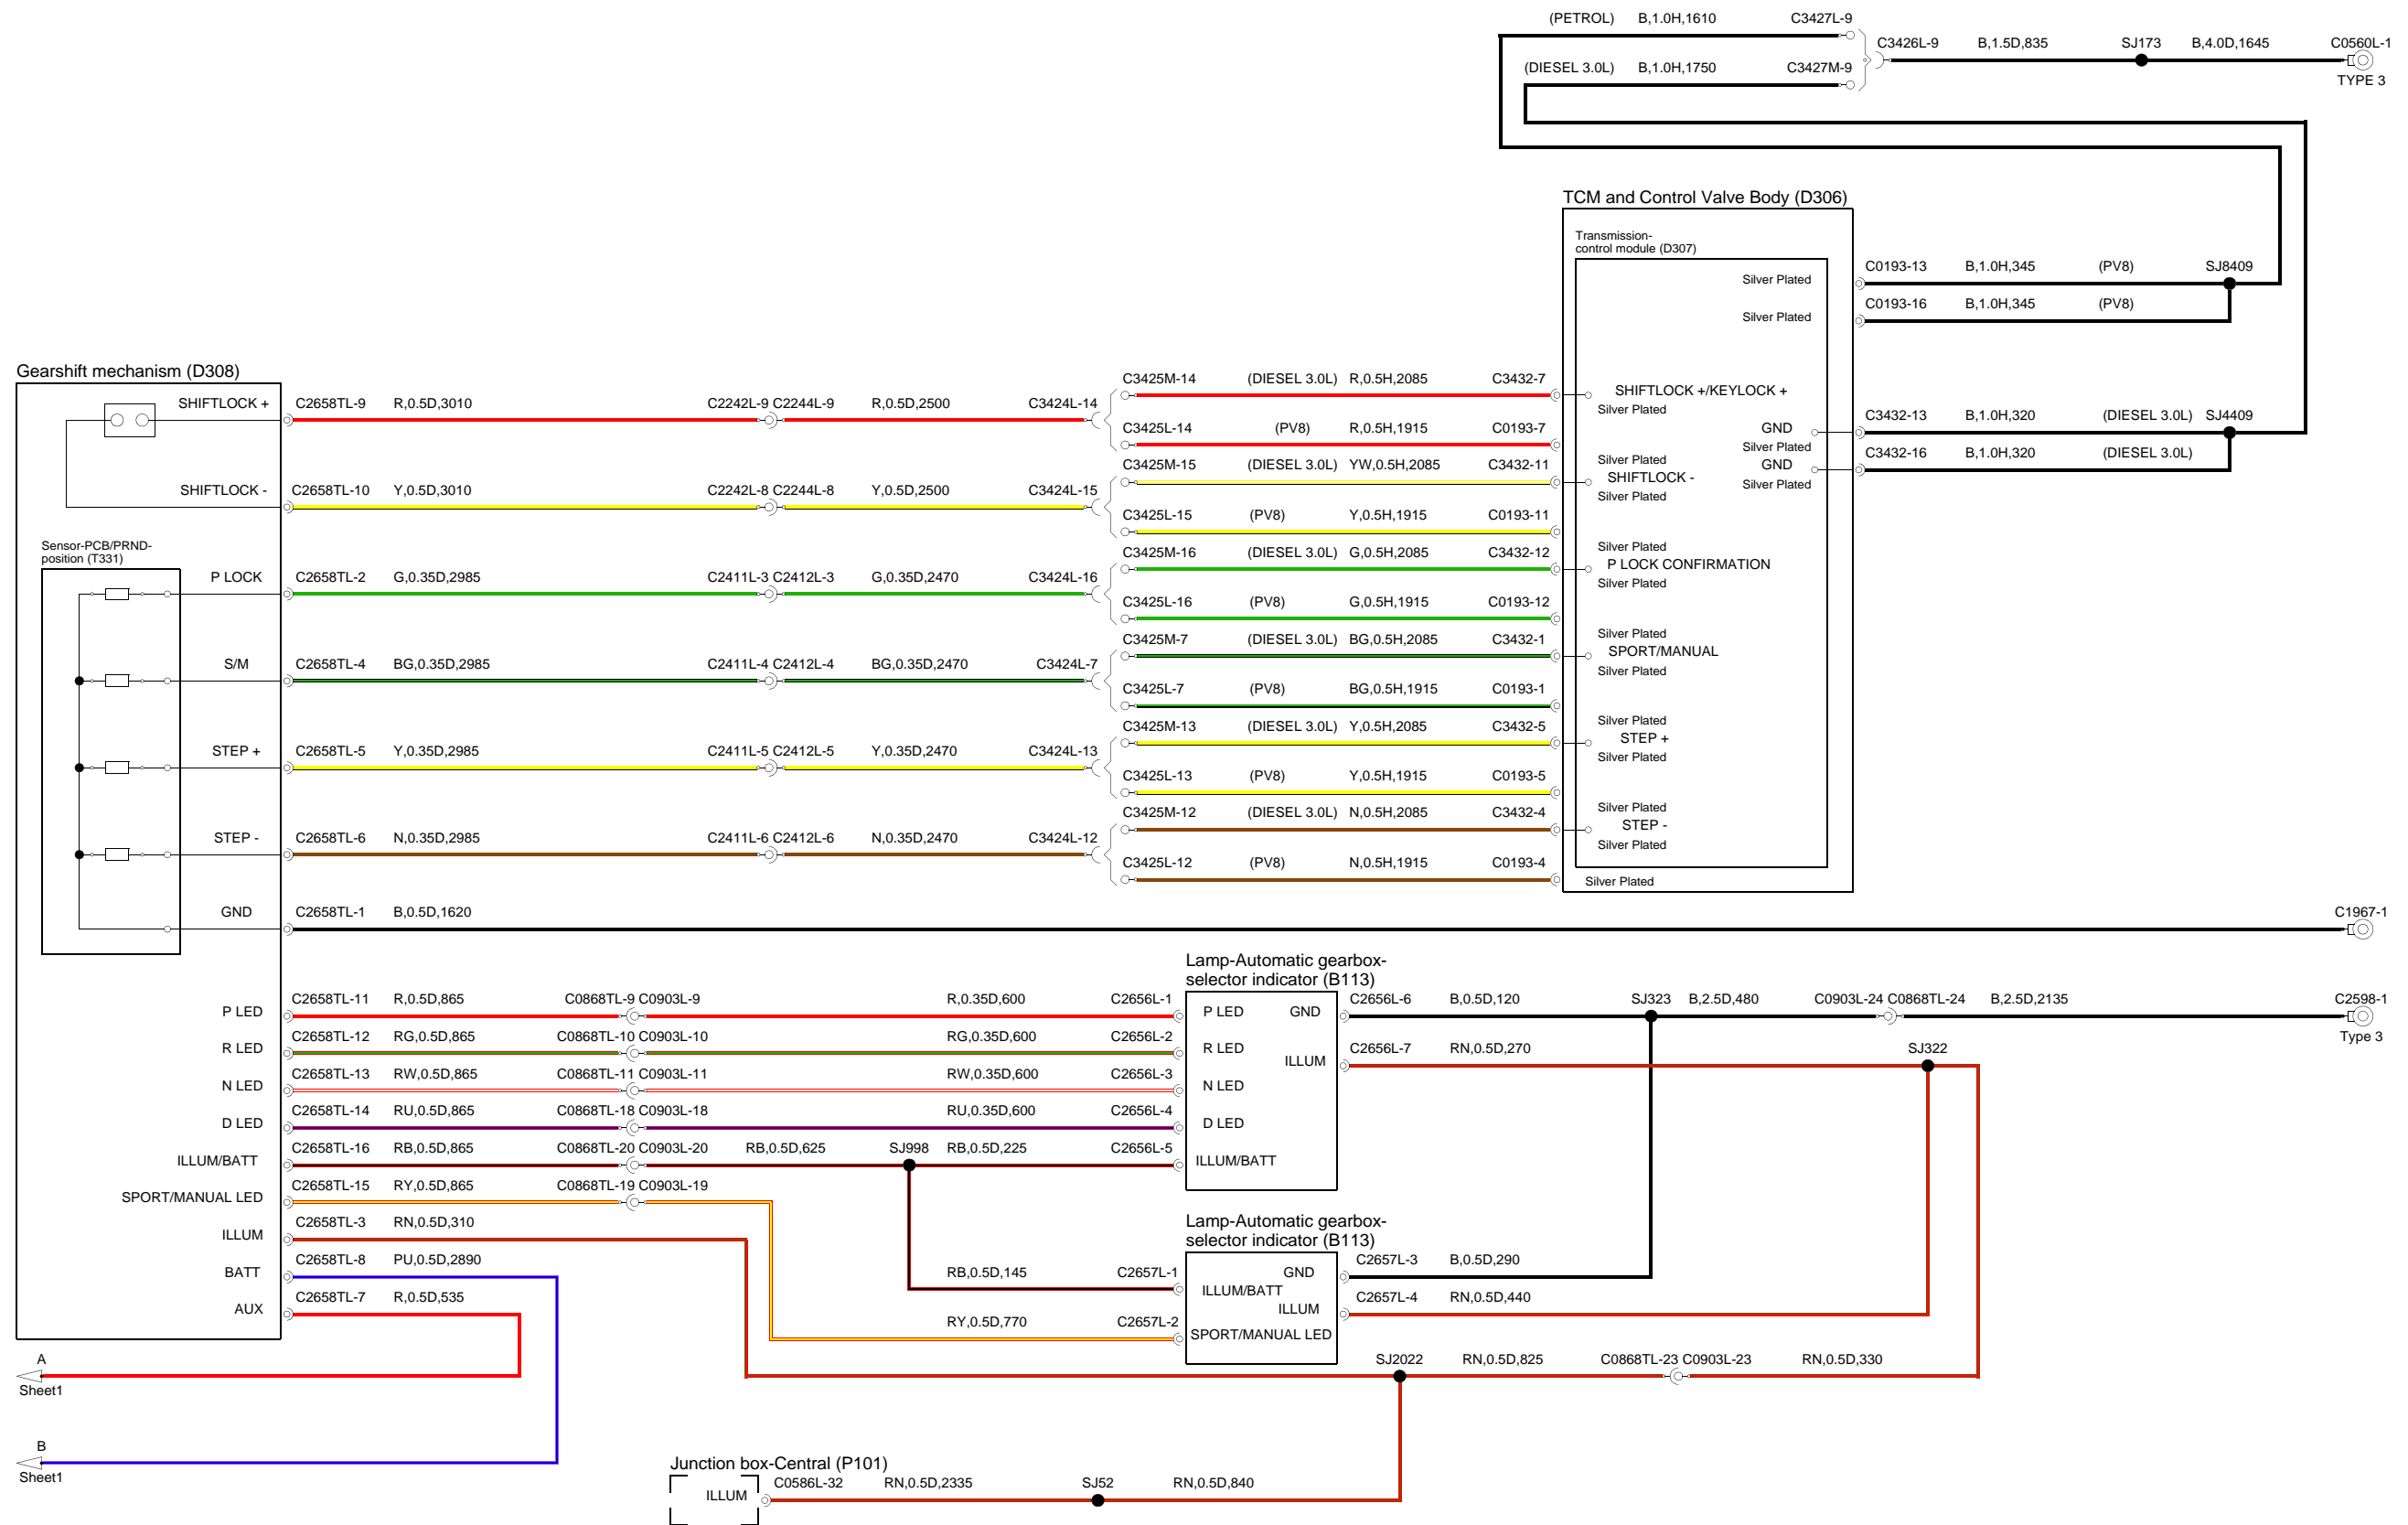 (PETROL) B,1.0H,1610 C3427L-9
C3426L-9 B,1.5D,835 SJ173 B,4.0D,1645 C0560L-1
(DIESEL 3.0L) B,1.0H,1750 C3427M-9
TYPE 3
TCM and Control Valve Body (D306)
Transmission-
control module (D307)
Silver Plated
C0193-13 B,1.0H,345 (PV8) SJ8409
Silver Plated
C0193-16 B,1.0H,345 (PV8)
Gearshift mechanism (D308)
SHIFTLOCK + C2658TL-9 R,0.5D,3010 C2242L-9 C2244L-9 R,0.5D,2500 C3424L-14
C3425M-14 (DIESEL 3.0L) R,0.5H,2085 C3432-7
SHIFTLOCK +/KEYLOCK +
Silver Plated
C3425L-14 (PV8) R,0.5H,1915 C0193-7
GND C3432-13 B,1.0H,320 (DIESEL 3.0L) SJ4409
Silver Plated
Silver Plated
C3425M-15 (DIESEL 3.0L) YW,0.5H,2085 C3432-11
GND C3432-16 B,1.0H,320 (DIESEL 3.0L)
SHIFTLOCK -
Silver Plated
Silver Plated
SHIFTLOCK - C2658TL-10 Y,0.5D,3010 C2242L-8 C2244L-8 Y,0.5D,2500 C3424L-15
C3425L-15 (PV8) Y,0.5H,1915 C0193-11
Sensor-PCB/PRND-
position (T331)
Silver Plated
C3425M-16 (DIESEL 3.0L) G,0.5H,2085 C3432-12
P LOCK CONFIRMATION
Silver Plated
P LOCK C2658TL-2 G,0.35D,2985 C2411L-3 C2412L-3 G,0.35D,2470 C3424L-16
C3425L-16 (PV8) G,0.5H,1915 C0193-12
Silver Plated
C3425M-7 (DIESEL 3.0L) BG,0.5H,2085 C3432-1
SPORT/MANUAL
Silver Plated
S/M C2658TL-4 BG,0.35D,2985 C2411L-4 C2412L-4 BG,0.35D,2470 C3424L-7
C3425L-7 (PV8) BG,0.5H,1915 C0193-1
Silver Plated
C3425M-13 (DIESEL 3.0L) Y,0.5H,2085 C3432-5
STEP +
Silver Plated
STEP + C2658TL-5 Y,0.35D,2985 C2411L-5 C2412L-5 Y,0.35D,2470 C3424L-13
C3425L-13 (PV8) Y,0.5H,1915 C0193-5
Silver Plated
C3425M-12 (DIESEL 3.0L) N,0.5H,2085 C3432-4
STEP -
Silver Plated
STEP - C2658TL-6 N,0.35D,2985 C2411L-6 C2412L-6 N,0.35D,2470 C3424L-12
C3425L-12 (PV8) N,0.5H,1915 C0193-4
Silver Plated
GND C2658TL-1 B,0.5D,1620 C1967-1
Lamp-Automatic gearbox-
selector indicator (B113)
P LED C2658TL-11 R,0.5D,865 C0868TL-9 C0903L-9 R,0.35D,600 C2656L-1 P LED
GND C2656L-6 B,0.5D,120 SJ323 B,2.5D,480 C0903L-24 C0868TL-24 B,2.5D,2135 C2598-1
Type 3
R LED C2658TL-12 RG,0.5D,865 C0868TL-10 C0903L-10 RG,0.35D,600 C2656L-2 R LED
ILLUM C2656L-7 RN,0.5D,270 SJ322
N LED C2658TL-13 RW,0.5D,865 C0868TL-11 C0903L-11 RW,0.35D,600 C2656L-3 N LED
D LED C2658TL-14 RU,0.5D,865 C0868TL-18 C0903L-18 RU,0.35D,600 C2656L-4 D LED
ILLUM/BATT C2658TL-16 RB,0.5D,865 C0868TL-20 C0903L-20 RB,0.5D,625 SJ998 RB,0.5D,225 C2656L-5 ILLUM/BATT
SPORT/MANUAL LED C2658TL-15 RY,0.5D,865 C0868TL-19 C0903L-19
ILLUM C2658TL-3 RN,0.5D,310
Lamp-Automatic gearbox-
selector indicator (B113)
BATT C2658TL-8 PU,0.5D,2890
RB,0.5D,145 C2657L-1 ILLUM/BATT
GND C2657L-3 B,0.5D,290
AUX C2658TL-7 R,0.5D,535
ILLUM C2657L-4 RN,0.5D,440
RY,0.5D,770 C2657L-2 SPORT/MANUAL LED
A
Sheet1
SJ2022 RN,0.5D,825 C0868TL-23 C0903L-23 RN,0.5D,330
B
Sheet1
Junction box-Central (P101)
ILLUM C0586L-32 RN,0.5D,2335 SJ52 RN,0.5D,840